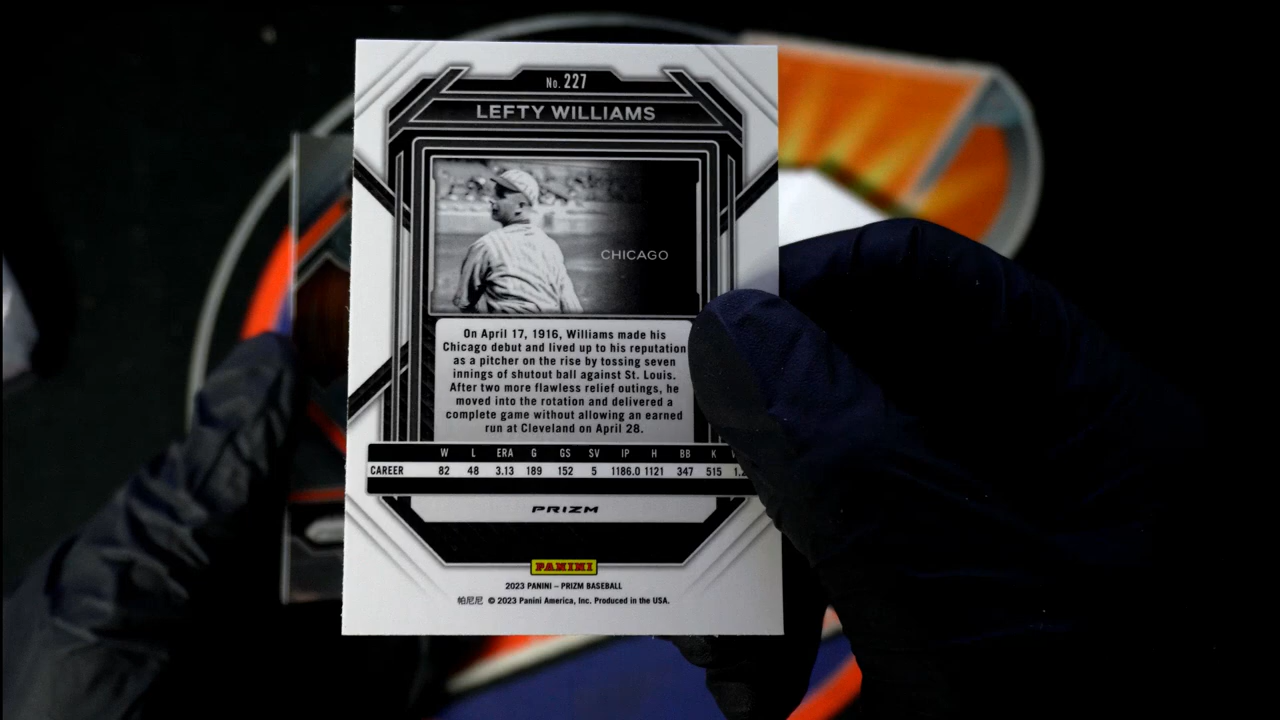 No. 227
LEFTY WILLIAMS
CHICAGO
On April 17, 1916, Williams made his
Chicago debut and lived up to his reputation
as a pitcher on the rise by tossing seven
innings of shutout ball against St. Louis.
After two more flawless relief outings, he
moved into the rotation and delivered a
complete game without allowing an earned
run at Cleveland on April 28.
W L ERA G GS SV IP H BB K
CAREER 82 48 3.13 189 152 5 1186.0 1121 347 515
PRIZM
PANINI
2023 PANINI – PRIZM BASEBALL
帕尼尼 © 2023 Panini America, Inc. Produced in the USA.